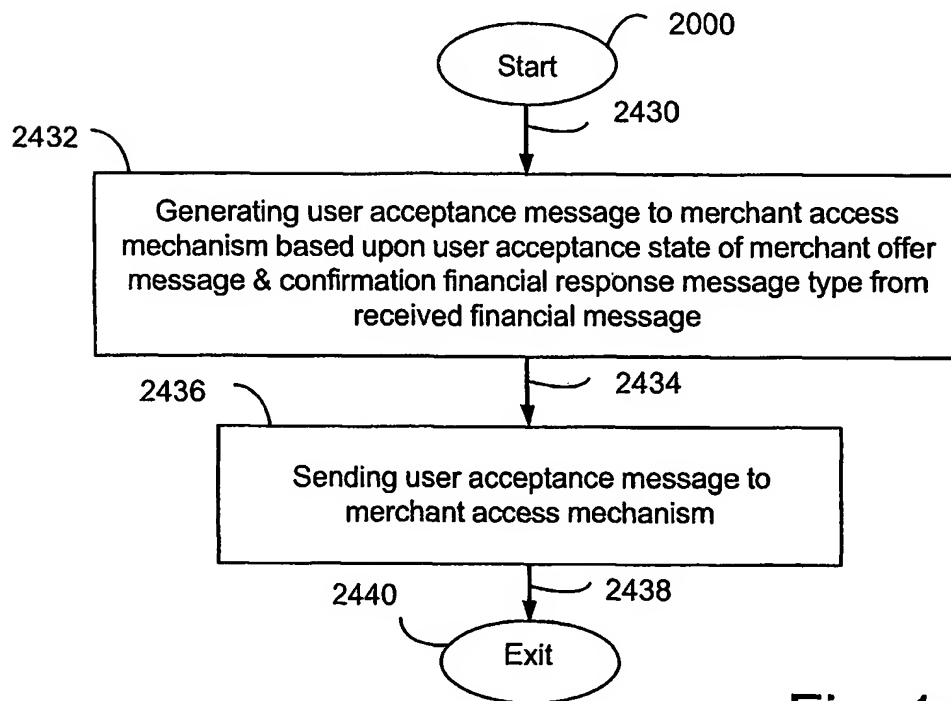 2000
Start
2430
2432
Generating user acceptance message to merchant access
mechanism based upon user acceptance state of merchant offer
message & confirmation financial response message type from
received financial message
2434
2436
Sending user acceptance message to
merchant access mechanism
2438
2440
Exit